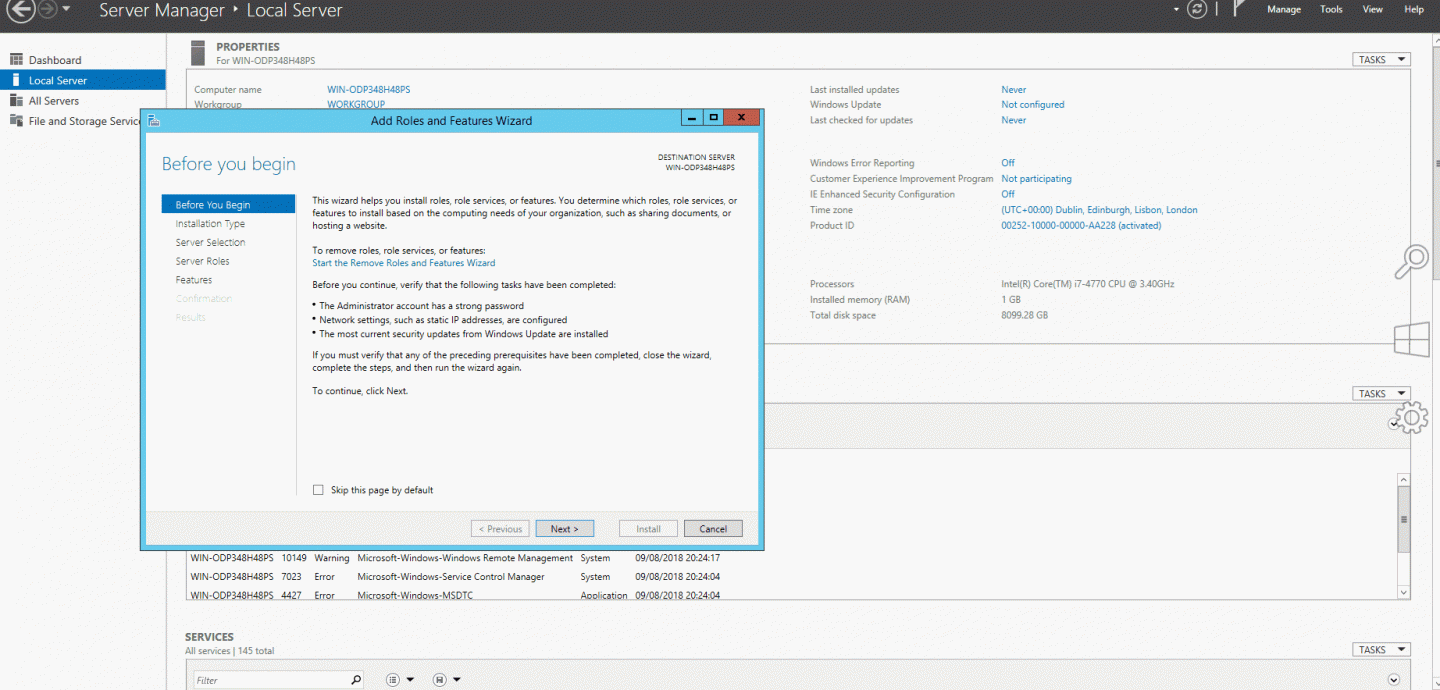 Server Manager ‣ Local Server
Manage Tools View Help
Dashboard
Local Server
All Servers
File and Storage Servic
PROPERTIES
For WIN-ODP348H48PS
TASKS
Computer name WIN-ODP348H48PS
Workgroup WORKGROUP
Last installed updates Never
Windows Update Not configured
Last checked for updates Never
Windows Error Reporting Off
Customer Experience Improvement Program Not participating
IE Enhanced Security Configuration Off
Time zone (UTC+00:00) Dublin, Edinburgh, Lisbon, London
Product ID 00252-10000-00000-AA228 (activated)
Processors Intel(R) Core(TM) i7-4770 CPU @ 3.40GHz
Installed memory (RAM) 1 GB
Total disk space 8099.28 GB
Add Roles and Features Wizard
Before you begin
DESTINATION SERVER
WIN-ODP348H48PS
Before You Begin
Installation Type
Server Selection
Server Roles
Features
Confirmation
Results
This wizard helps you install roles, role services, or features. You determine which roles, role services, or
features to install based on the computing needs of your organization, such as sharing documents, or
hosting a website.
To remove roles, role services, or features:
Start the Remove Roles and Features Wizard
Before you continue, verify that the following tasks have been completed:
• The Administrator account has a strong password
• Network settings, such as static IP addresses, are configured
• The most current security updates from Windows Update are installed
If you must verify that any of the preceding prerequisites have been completed, close the wizard,
complete the steps, and then run the wizard again.
To continue, click Next.
Skip this page by default
< Previous Next > Install Cancel
TASKS
WIN-ODP348H48PS 10149 Warning Microsoft-Windows-Windows Remote Management System 09/08/2018 20:24:17
WIN-ODP348H48PS 7023 Error Microsoft-Windows-Service Control Manager System 09/08/2018 20:24:04
WIN-ODP348H48PS 4427 Error Microsoft-Windows-MSDTC Application 09/08/2018 20:24:04
SERVICES
All services | 145 total
TASKS
Filter